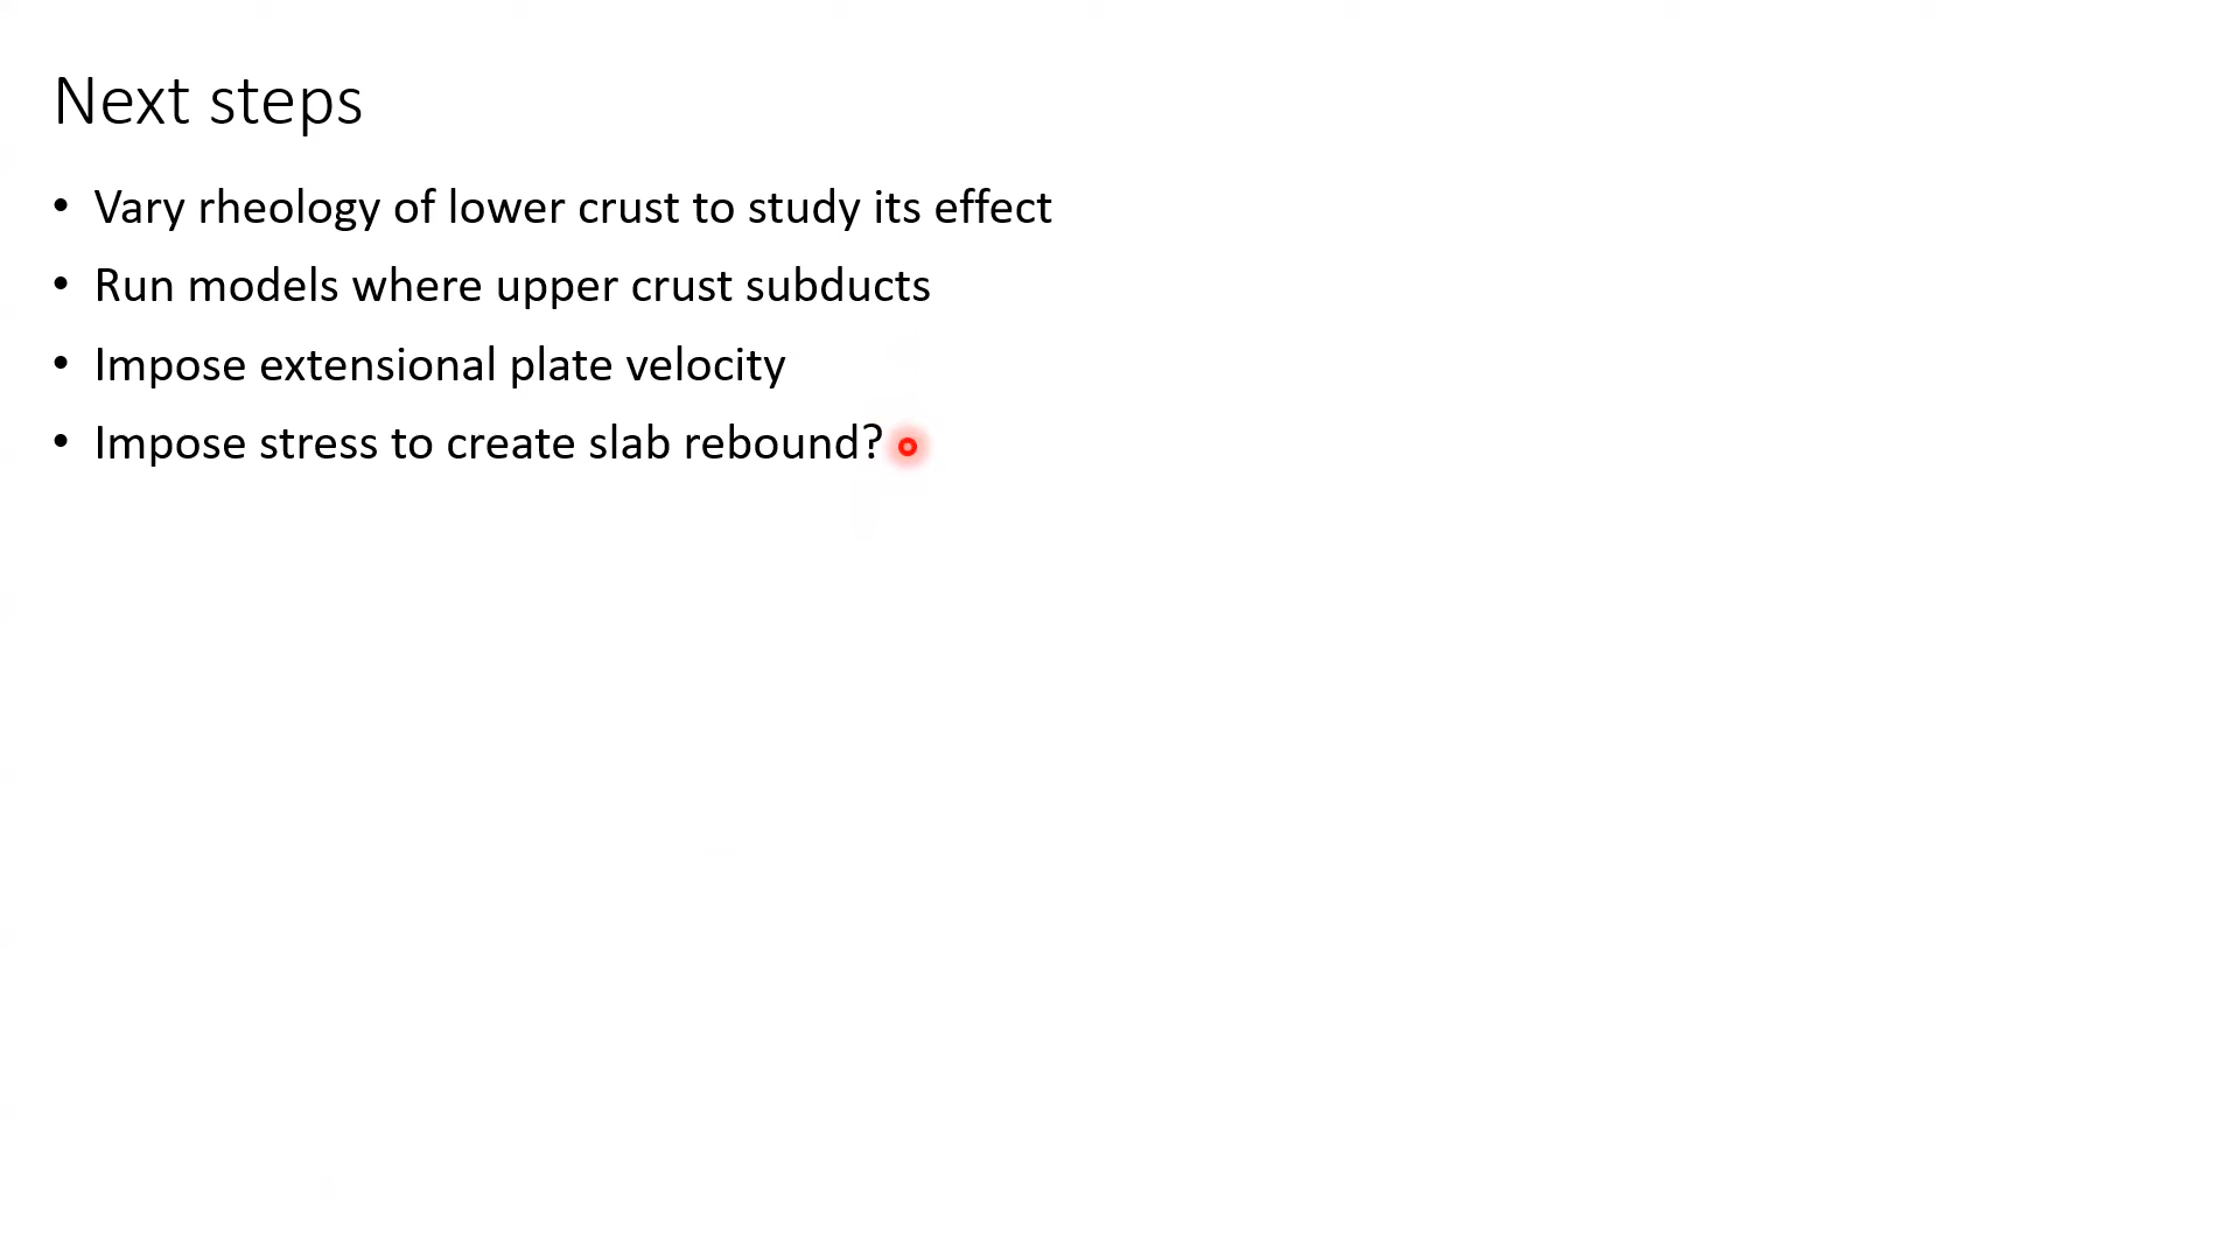 Next steps
• Vary rheology of lower crust to study its effect
• Run models where upper crust subducts
• Impose extensional plate velocity
• Impose stress to create slab rebound?